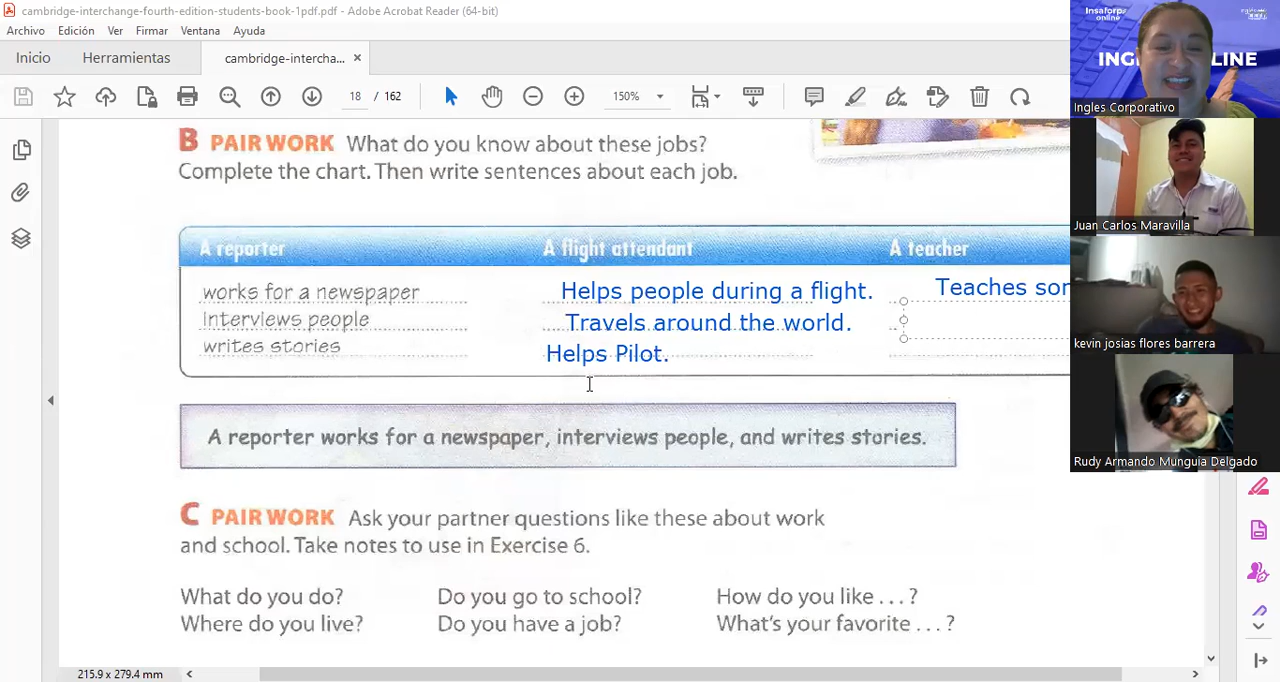 cambridge-interchange-fourth-edition-students-book-1pdf.pdf - Adobe Acrobat Reader (64-bit)
Archivo Edición Ver Firmar Ventana Ayuda
Inicio Herramientas cambridge-intercha... ×
18 / 162 150%
B PAIR WORK What do you know about these jobs?
Complete the chart. Then write sentences about each job.
A reporter A flight attendant A teacher
works for a newspaper Helps people during a flight. Teaches
interviews people Travels around the world.
writes stories Helps Pilot.
A reporter works for a newspaper, interviews people, and writes stories.
C PAIR WORK Ask your partner questions like these about work
and school. Take notes to use in Exercise 6.
What do you do? Do you go to school? How do you like . . . ?
Where do you live? Do you have a job? What's your favorite . . . ?
215.9 x 279.4 mm
Insaforp
online
Ingles Corporativo
Juan Carlos Maravilla
kevin josias flores barrera
Rudy Armando Munguia Delgado